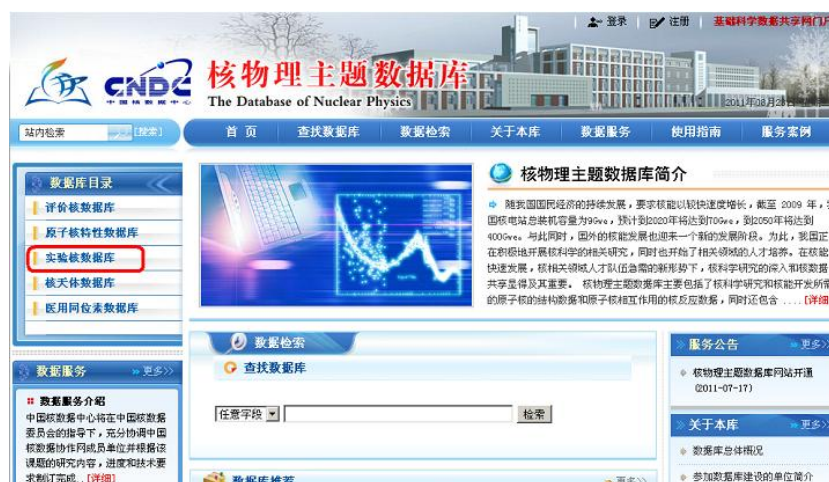 登录
注册
基础科学数据共享网门户
CNDC
中国核数据中心
核物理主题数据库
The Database of Nuclear Physics
站内检索
[搜索]
首 页
查找数据库
数据检索
关于本库
数据服务
使用指南
服务案例
数据库目录
评价核数据库
原子核特性数据库
实验核数据库
核天体数据库
医用同位素数据库
核物理主题数据库简介
随我国国民经济的持续发展，要求核能以较快速度增长，截至 2009 年，
国核电站总装机容量为9Gwe，预计到2020年将达到70Gwe，到2050年将达到
400Gwe。与此同时，国外的核能发展也迎来一个新的发展阶段。为此，我国正
在积极地开展核科学的相关研究，同时也开始了相关领域的人才培养。在核能
快速发展，核相关领域人才队伍急需的新形势下，核科学研究的深入和核数据
共享显得及其重要。 核物理主题数据库主要包括了核科学研究和核能开发所需
的原子核的结构数据和原子核相互作用的核反应数据，同时还包含 ....[详细
数据检索
查找数据库
任意字段
检索
服务公告
更多>>
核物理主题数据库网站开通
(2011-07-17)
关于本库
更多>>
数据库总体概况
参加数据库建设的单位简介
数据服务
更多>>
数据服务介绍
中国核数据中心将在中国核数据
委员会的指导下，充分协调中国
核数据协作网成员单位并根据该
课题的研究内容，进度和技术要
求制订完成..[详细]
数据库推荐
更多>>